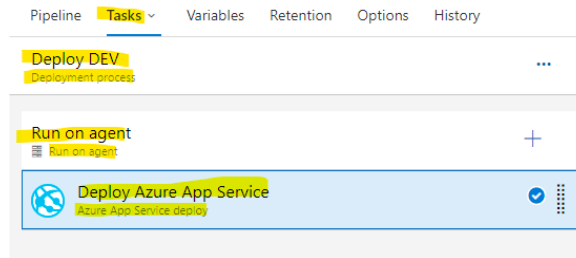 Pipeline Tasks Variables Retention Options History
Deploy DEV
Deployment process
Run on agent
Run on agent
Deploy Azure App Service
Azure App Service deploy